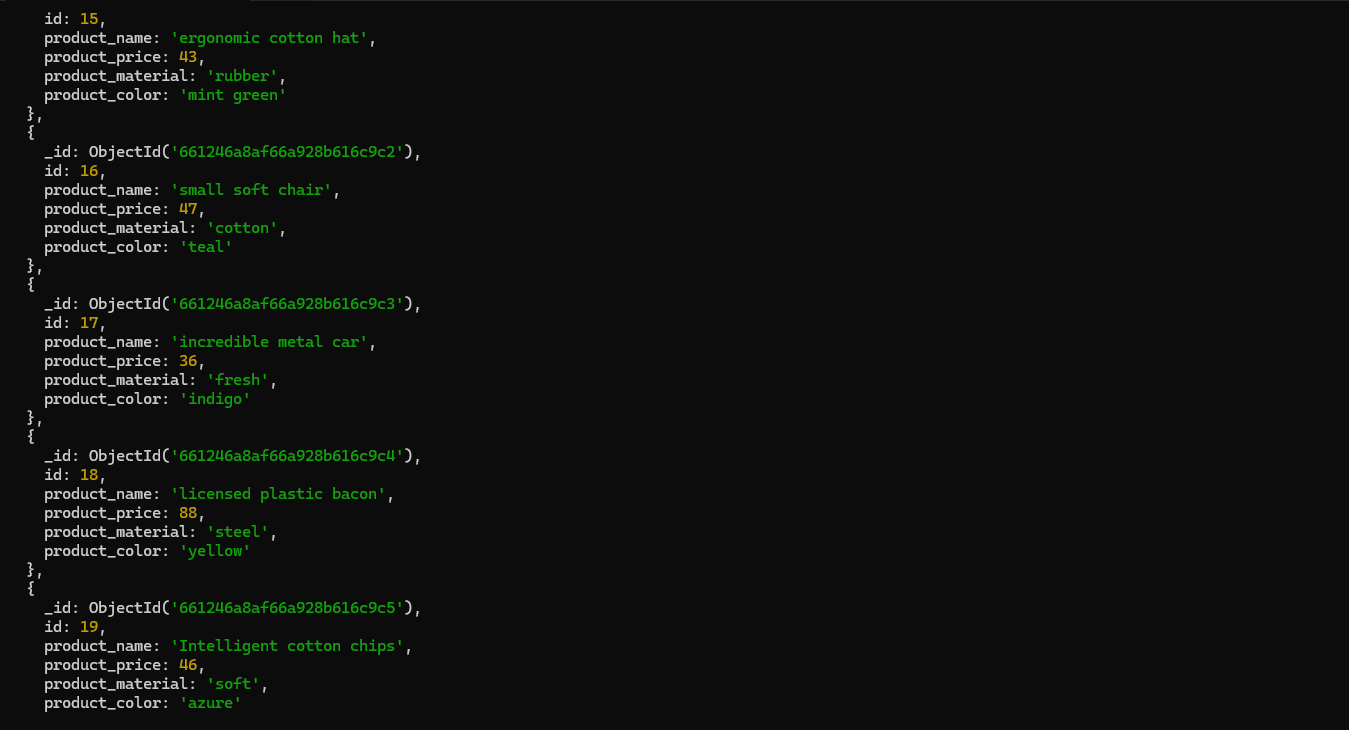 id: 15,
product_name: 'ergonomic cotton hat',
product_price: 43,
product_material: 'rubber',
product_color: 'mint green'
},
{
_id: ObjectId('661246a8af66a928b616c9c2'),
id: 16,
product_name: 'small soft chair',
product_price: 47,
product_material: 'cotton',
product_color: 'teal'
},
{
_id: ObjectId('661246a8af66a928b616c9c3'),
id: 17,
product_name: 'incredible metal car',
product_price: 36,
product_material: 'fresh',
product_color: 'indigo'
},
{
_id: ObjectId('661246a8af66a928b616c9c4'),
id: 18,
product_name: 'licensed plastic bacon',
product_price: 88,
product_material: 'steel',
product_color: 'yellow'
},
{
_id: ObjectId('661246a8af66a928b616c9c5'),
id: 19,
product_name: 'Intelligent cotton chips',
product_price: 46,
product_material: 'soft',
product_color: 'azure'